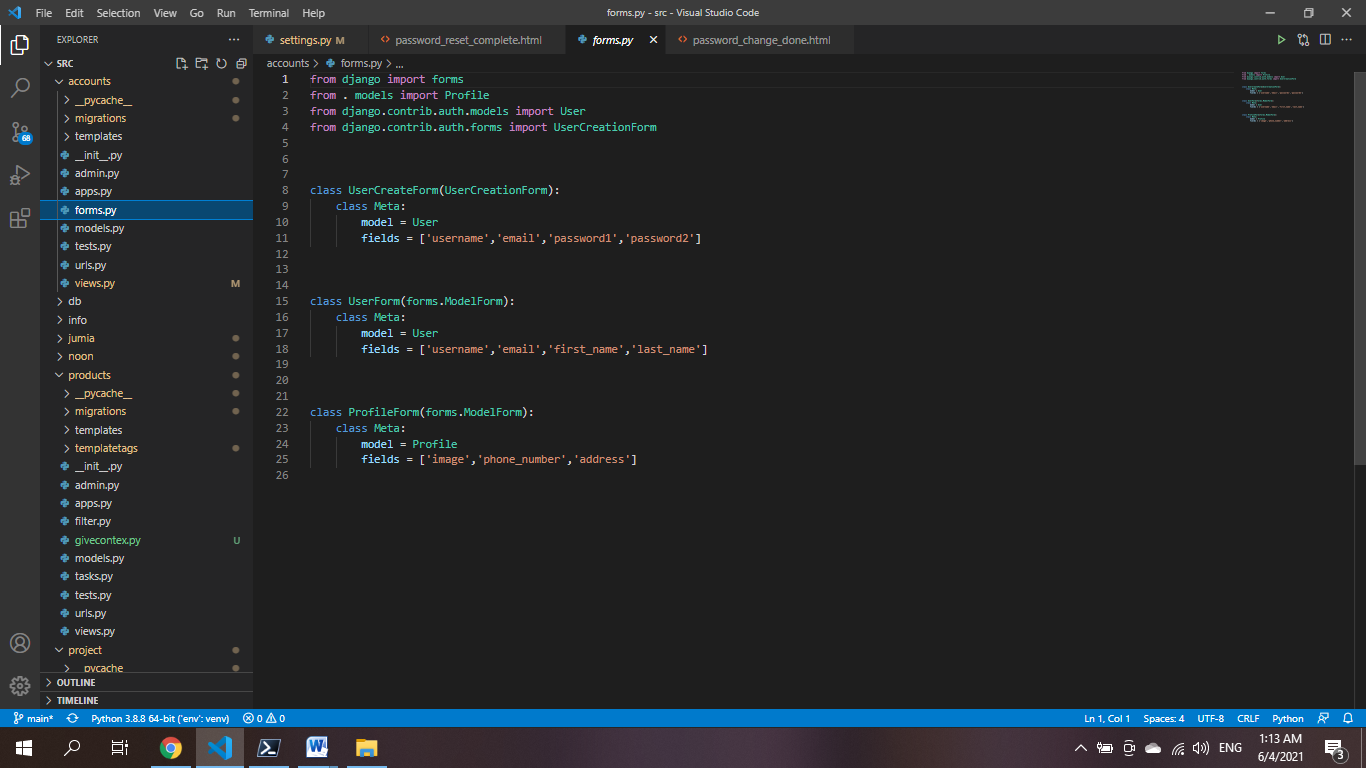 File Edit Selection View Go Run Terminal Help
forms.py - src - Visual Studio Code
EXPLORER
settings.py M
password_reset_complete.html
forms.py
password_change_done.html
SRC
accounts > forms.py > ...
accounts
__pycache__
migrations
templates
__init__.py
admin.py
apps.py
forms.py
models.py
tests.py
urls.py
views.py M
db
info
jumia
noon
products
__pycache__
migrations
templates
templatetags
__init__.py
admin.py
apps.py
filter.py
givecontex.py U
models.py
tasks.py
tests.py
urls.py
views.py
project
__pycache__
OUTLINE
TIMELINE
68
1 from django import forms
2 from . models import Profile
3 from django.contrib.auth.models import User
4 from django.contrib.auth.forms import UserCreationForm
5
6
7
8 class UserCreateForm(UserCreationForm):
9 class Meta:
10 model = User
11 fields = ['username','email','password1','password2']
12
13
14
15 class UserForm(forms.ModelForm):
16 class Meta:
17 model = User
18 fields = ['username','email','first_name','last_name']
19
20
21
22 class ProfileForm(forms.ModelForm):
23 class Meta:
24 model = Profile
25 fields = ['image','phone_number','address']
26
main* Python 3.8.8 64-bit ('env': venv) 0 0
Ln 1, Col 1 Spaces: 4 UTF-8 CRLF Python
ENG
1:13 AM
6/4/2021
3